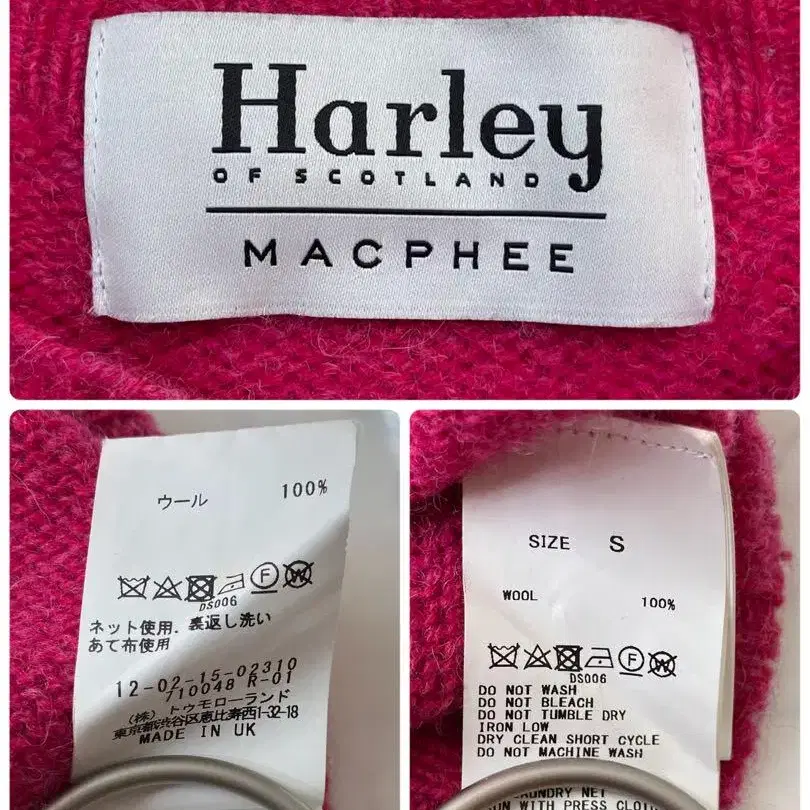 Harley
OF SCOTLAND
MACPHEE
ウール 100%
F W
DS006
ネット使用. 裏返し洗い
あて布使用
12-02-15-02310
710048 R-01
(株) トゥモローランド
東京都渋谷区恵比寿西1-32-18
MADE IN UK
SIZE S
WOOL 100%
F W
DS006
DO NOT WASH
DO NOT BLEACH
DO NOT TUMBLE DRY
IRON LOW
DRY CLEAN SHORT CYCLE
DO NOT MACHINE WASH
LAUNDRY NET
WITH PRESS